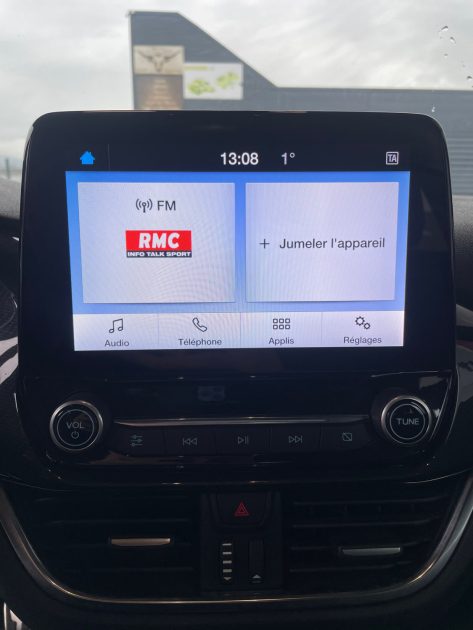 13:08 1° TA
FM
RMC
INFO TALK SPORT
+ Jumeler l'appareil
Audio Téléphone Applis Réglages
VOL TUNE